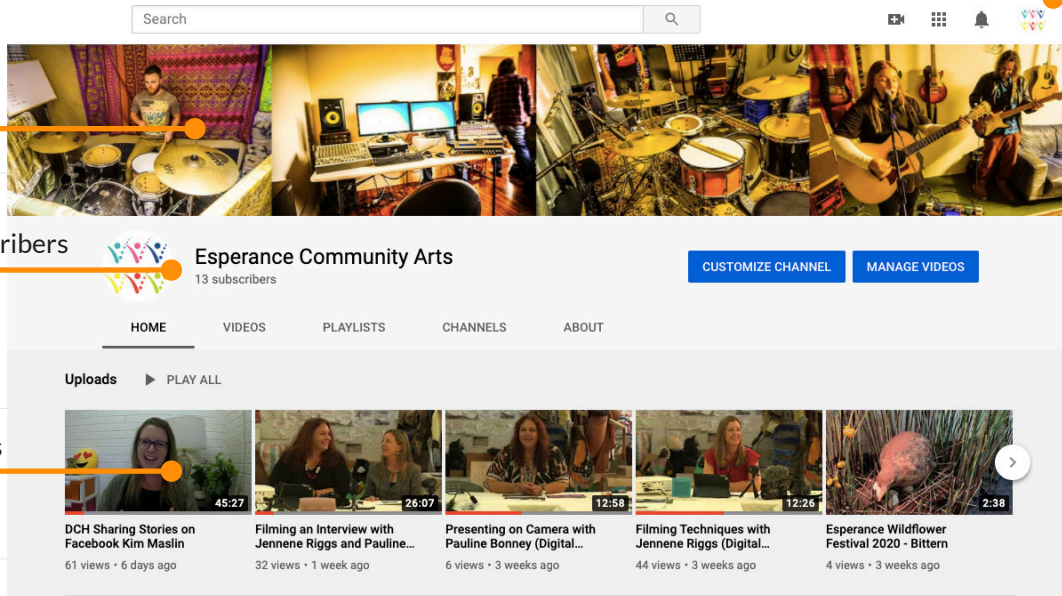 Search
ribers
Esperance Community Arts
13 subscribers
CUSTOMIZE CHANNEL
MANAGE VIDEOS
HOME VIDEOS PLAYLISTS CHANNELS ABOUT
Uploads PLAY ALL
s
45:27
26:07
12:58
12:26
2:38
DCH Sharing Stories on
Facebook Kim Maslin
61 views • 6 days ago
Filming an Interview with
Jennene Riggs and Pauline...
32 views • 1 week ago
Presenting on Camera with
Pauline Bonney (Digital...
6 views • 3 weeks ago
Filming Techniques with
Jennene Riggs (Digital...
44 views • 3 weeks ago
Esperance Wildflower
Festival 2020 - Bittern
4 views • 3 weeks ago